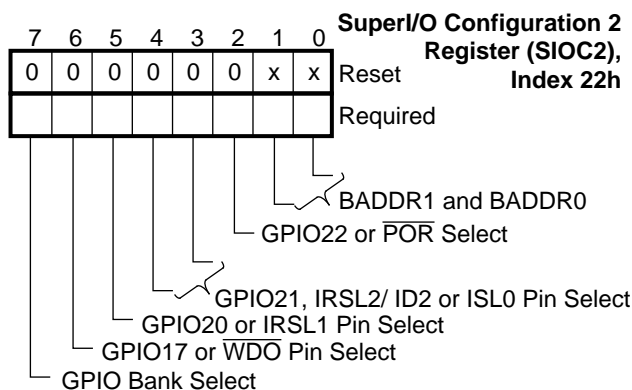 SuperI/O Configuration 2
Register (SIOC2),
Index 22h
7 6 5 4 3 2 1 0
0 0 0 0 0 0 x x Reset
Required
BADDR1 and BADDR0
GPIO22 or POR Select
GPIO21, IRSL2/ ID2 or ISL0 Pin Select
GPIO20 or IRSL1 Pin Select
GPIO17 or WDO Pin Select
GPIO Bank Select